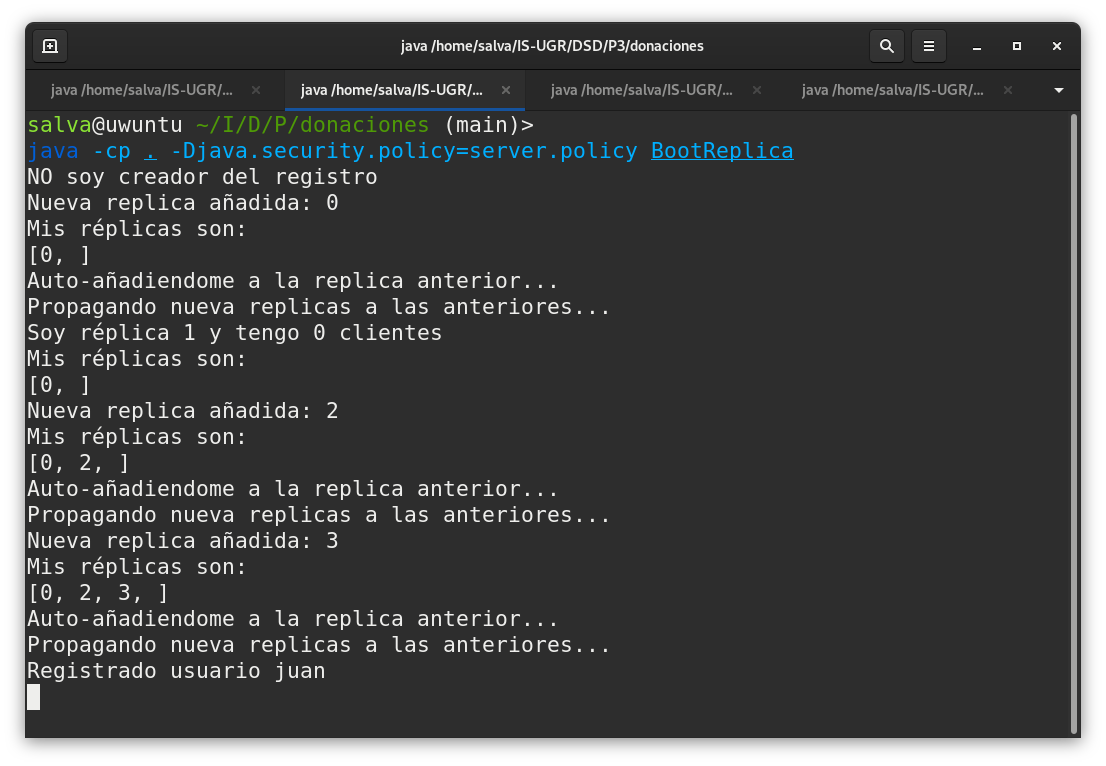 java /home/salva/IS-UGR/DSD/P3/donaciones
java /home/salva/IS-UGR/... java /home/salva/IS-UGR/... java /home/salva/IS-UGR/... java /home/salva/IS-UGR/...
salva@uwuntu ~/I/D/P/donaciones (main)>
java -cp . -Djava.security.policy=server.policy BootReplica
NO soy creador del registro
Nueva replica añadida: 0
Mis réplicas son:
[0, ]
Auto-añadiendome a la replica anterior...
Propagando nueva replicas a las anteriores...
Soy réplica 1 y tengo 0 clientes
Mis réplicas son:
[0, ]
Nueva replica añadida: 2
Mis réplicas son:
[0, 2, ]
Auto-añadiendome a la replica anterior...
Propagando nueva replicas a las anteriores...
Nueva replica añadida: 3
Mis réplicas son:
[0, 2, 3, ]
Auto-añadiendome a la replica anterior...
Propagando nueva replicas a las anteriores...
Registrado usuario juan